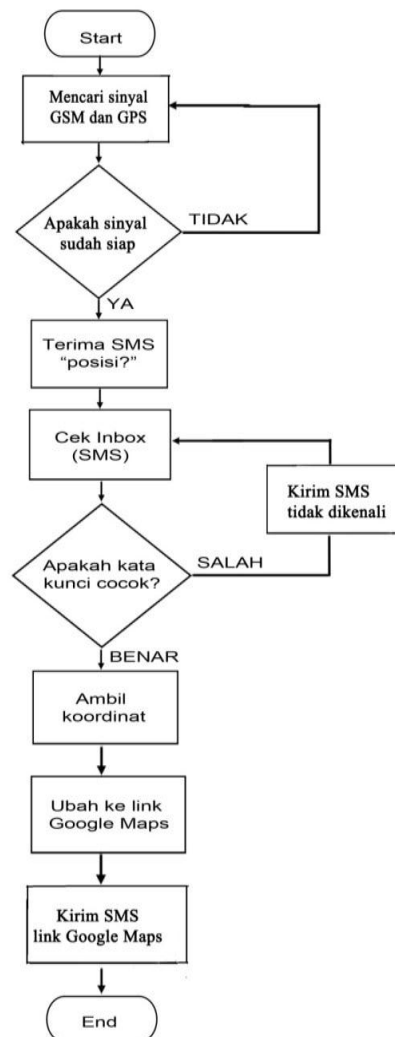 Start
Mencari sinyal
GSM dan GPS
Apakah sinyal
sudah siap
TIDAK
YA
Terima SMS
“posisi?”
Cek Inbox
(SMS)
Kirim SMS
tidak dikenali
Apakah kata
kunci cocok?
SALAH
BENAR
Ambil
koordinat
Ubah ke link
Google Maps
Kirim SMS
link Google Maps
End